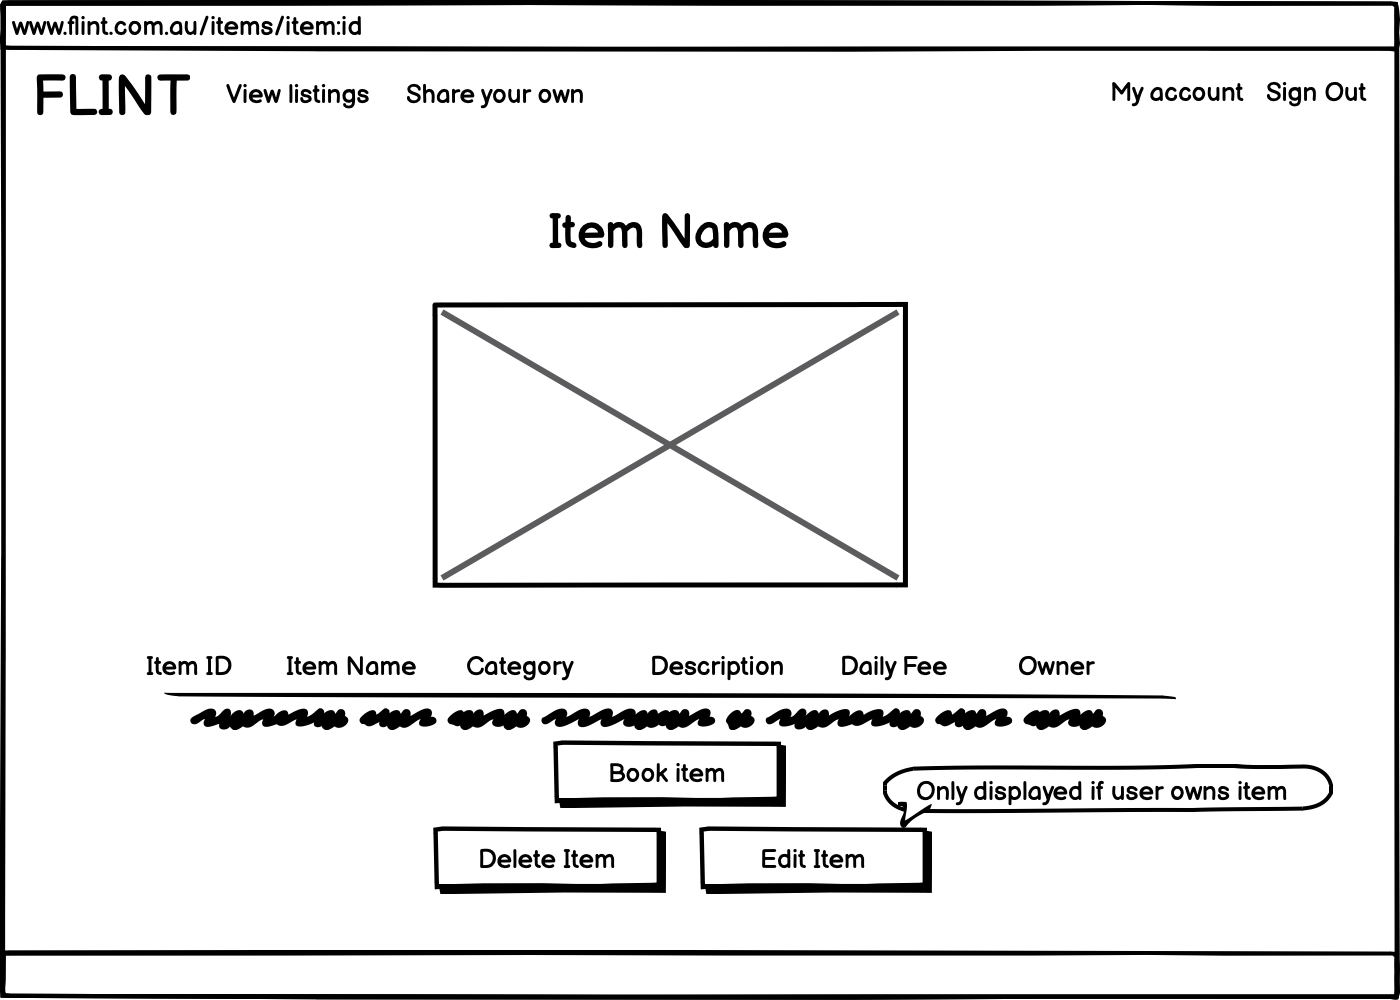 www.flint.com.au/items/item:id
FLINT View listings Share your own My account Sign Out
Item Name
Item ID Item Name Category Description Daily Fee Owner
Book item
Only displayed if user owns item
Delete Item Edit Item